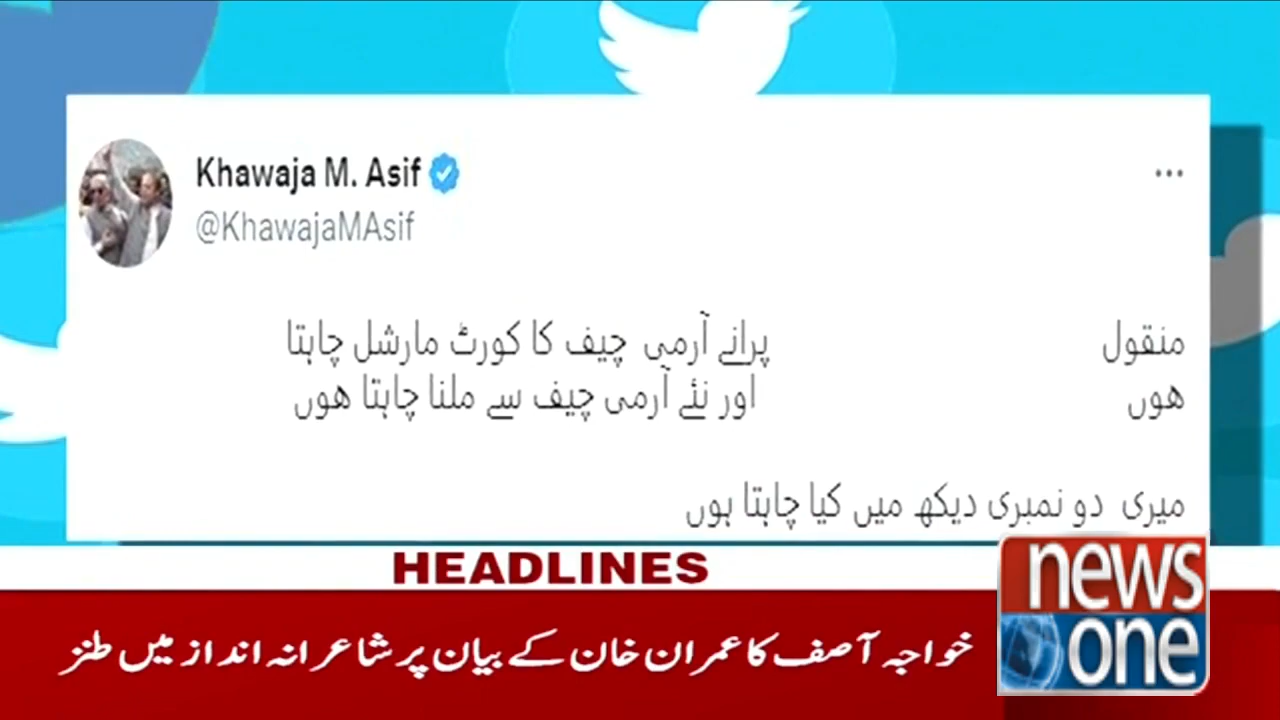 Khawaja M. Asif
@KhawajaMAsif
...
منقول پرانے آرمی چیف کا کورٹ مارشل چاہتا
ھوں اور نئے آرمی چیف سے ملنا چاہتا ھوں
میری دو نمبری دیکھ میں کیا چاہتا ہوں
HEADLINES
خواجہ آصف کا عمران خان کے بیان پر شاعرانہ انداز میں طنز
news
one